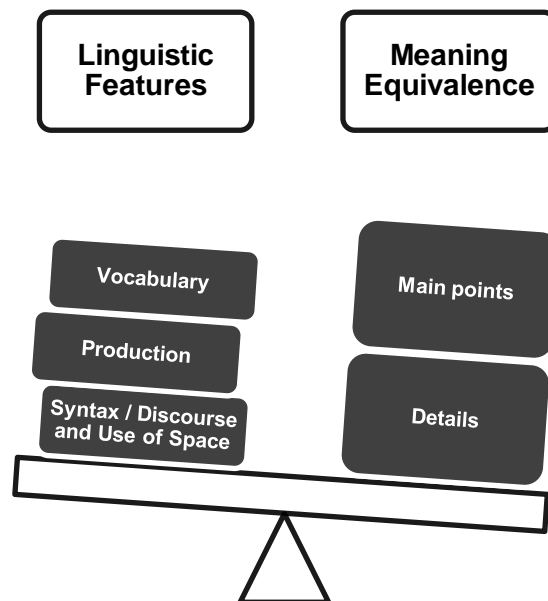 Linguistic
Features
Meaning
Equivalence
Vocabulary
Production
Syntax / Discourse
and Use of Space
Main points
Details